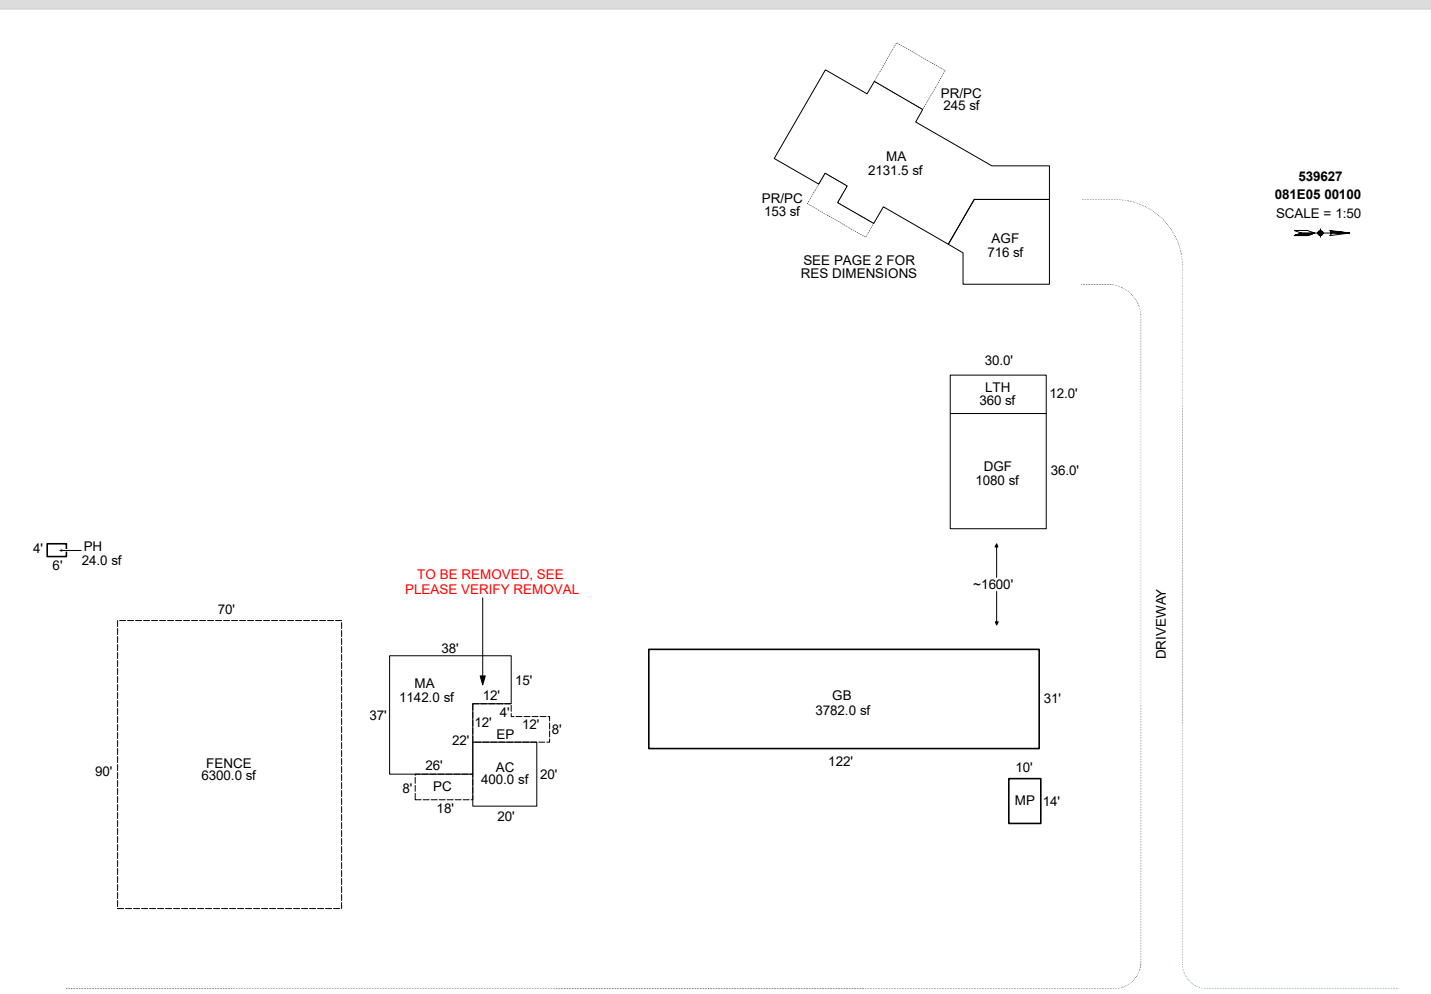 PR/PC
245 sf
MA
2131.5 sf
PR/PC
153 sf
AGF
716 sf
SEE PAGE 2 FOR
RES DIMENSIONS
539627
081E05 00100
SCALE = 1:50
30.0'
LTH
360 sf
12.0'
DGF
1080 sf
36.0'
~1600'
DRIVEWAY
4'
PH
24.0 sf
6'
TO BE REMOVED, SEE
PLEASE VERIFY REMOVAL
70'
FENCE
6300.0 sf
90'
38'
MA
1142.0 sf
15'
12'
37'
4'
12'
12'
8'
EP
22'
26'
AC
400.0 sf
20'
8'
PC
18'
20'
GB
3782.0 sf
31'
122'
10'
MP
14'